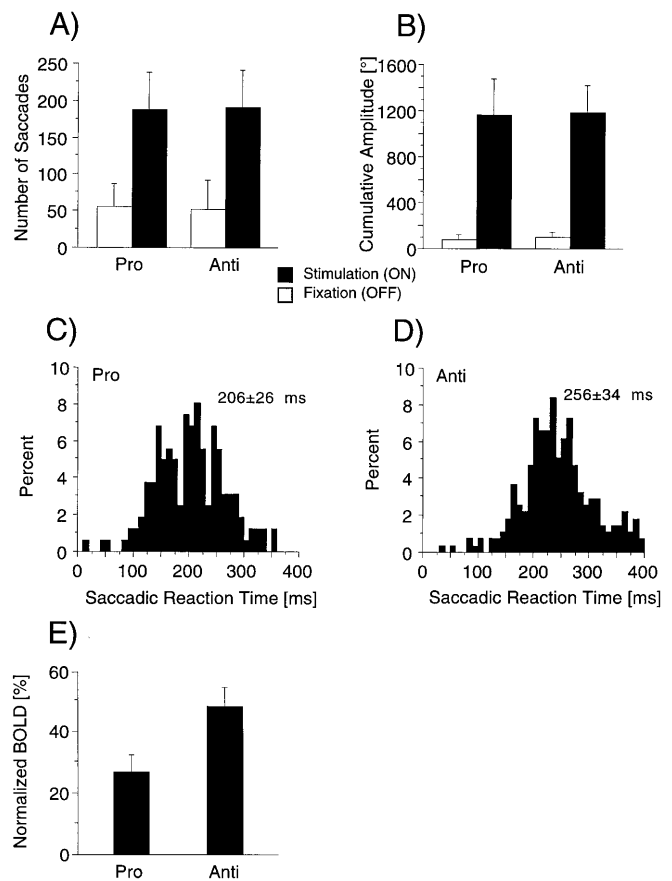 A)
Number of Saccades
250
200
150
100
50
0
Pro
Anti
B)
Cumulative Amplitude [°]
1600
1200
800
400
0
Pro
Anti
Stimulation (ON)
Fixation (OFF)
C)
Percent
10
8
6
4
2
0
Pro
206±26 ms
0
100
200
300
400
Saccadic Reaction Time [ms]
D)
Percent
10
8
6
4
2
0
Anti
256±34 ms
0
100
200
300
400
Saccadic Reaction Time [ms]
E)
Normalized BOLD [%]
60
40
20
0
Pro
Anti